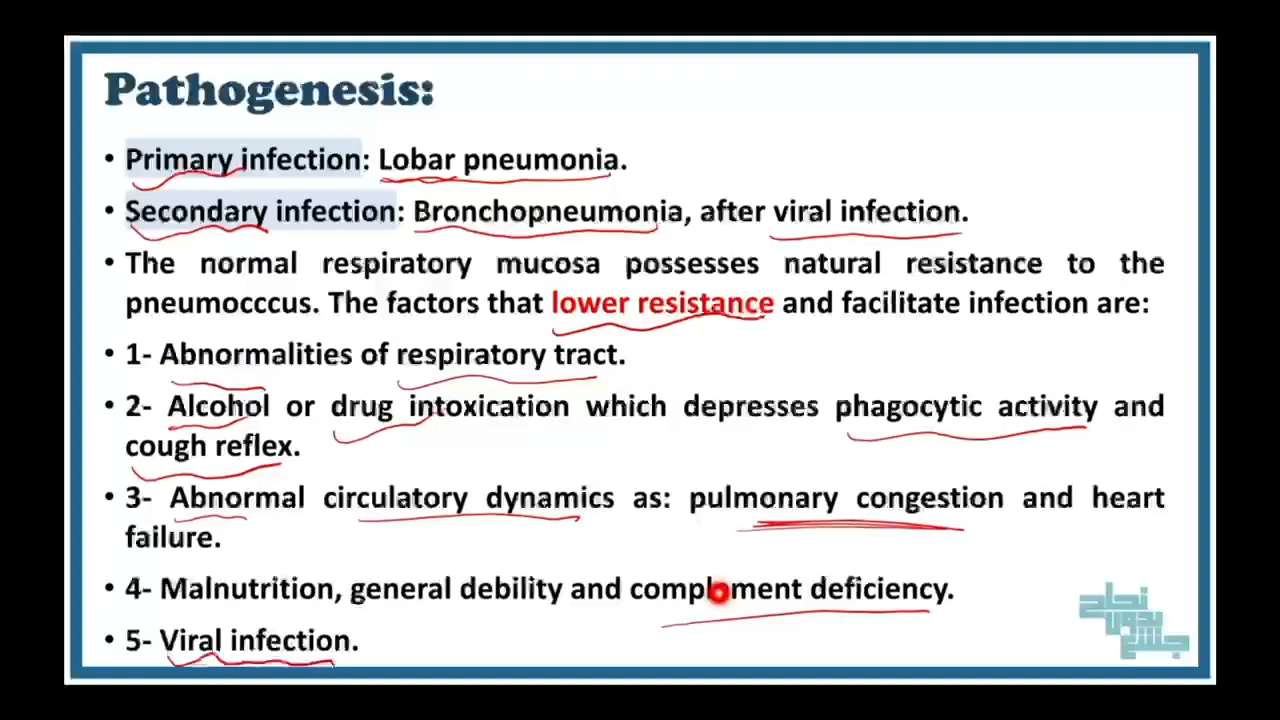 Pathogenesis:
• Primary infection: Lobar pneumonia.
• Secondary infection: Bronchopneumonia, after viral infection.
• The normal respiratory mucosa possesses natural resistance to the
pneumocccus. The factors that lower resistance and facilitate infection are:
• 1- Abnormalities of respiratory tract.
• 2- Alcohol or drug intoxication which depresses phagocytic activity and
cough reflex.
• 3- Abnormal circulatory dynamics as: pulmonary congestion and heart
failure.
• 4- Malnutrition, general debility and complement deficiency.
• 5- Viral infection.
نجاح
بدون
جشع